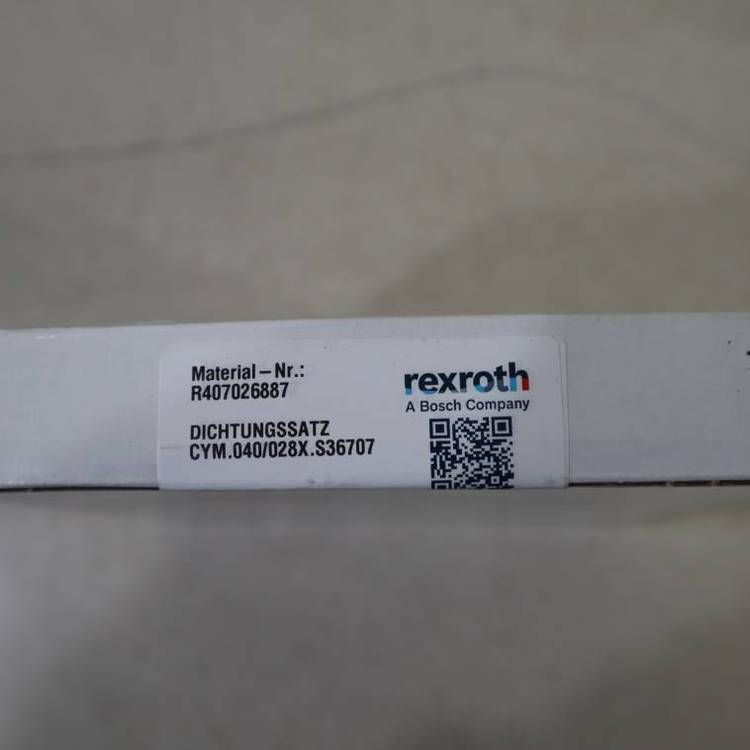 Material – Nr.:
R407026887
DICHTUNGSSATZ
CYM.040/028X.S36707
rexroth
A Bosch Company